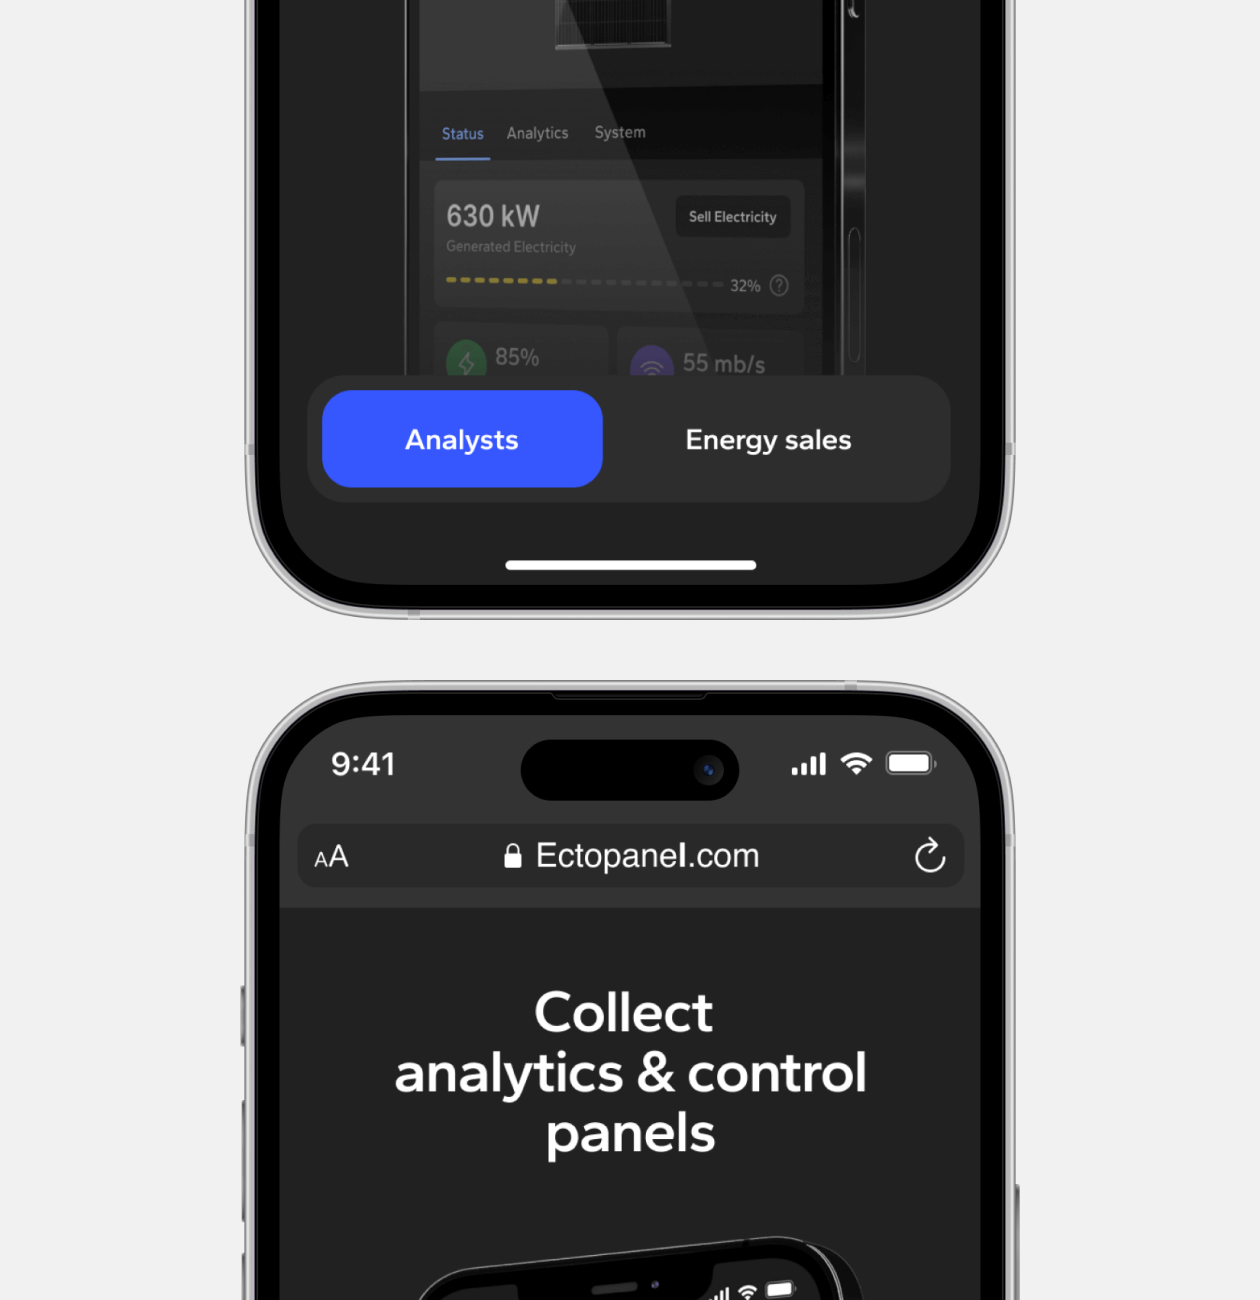 Status Analytics System
630 kW
Sell Electricity
Generated Electricity
32% ?
85%
55 mb/s
Analysts
Energy sales
9:41
AA
Ectopanel.com
Collect
analytics & control
panels